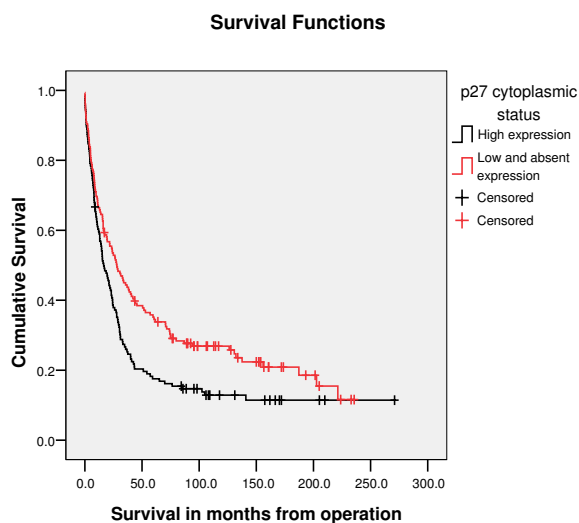 Survival Functions
p27 cytoplasmic
status
High expression
Low and absent
expression
Censored
Censored
Cumulative Survival
1.0
0.8
0.6
0.4
0.2
0.0
0.0 50.0 100.0 150.0 200.0 250.0 300.0
Survival in months from operation